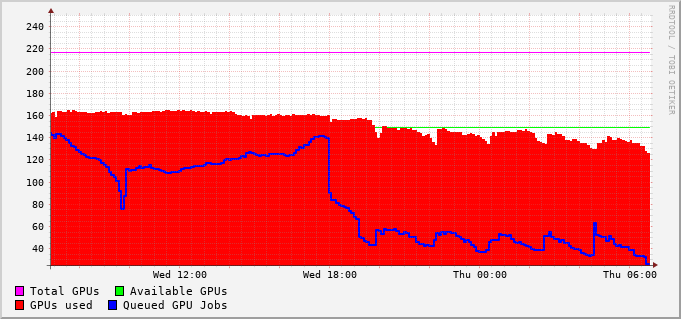 RRDTOOL / TOBI OETIKER
240
220
200
180
160
140
120
100
80
60
40
Wed 12:00 Wed 18:00 Thu 00:00 Thu 06:00
Total GPUs Available GPUs
GPUs used Queued GPU Jobs